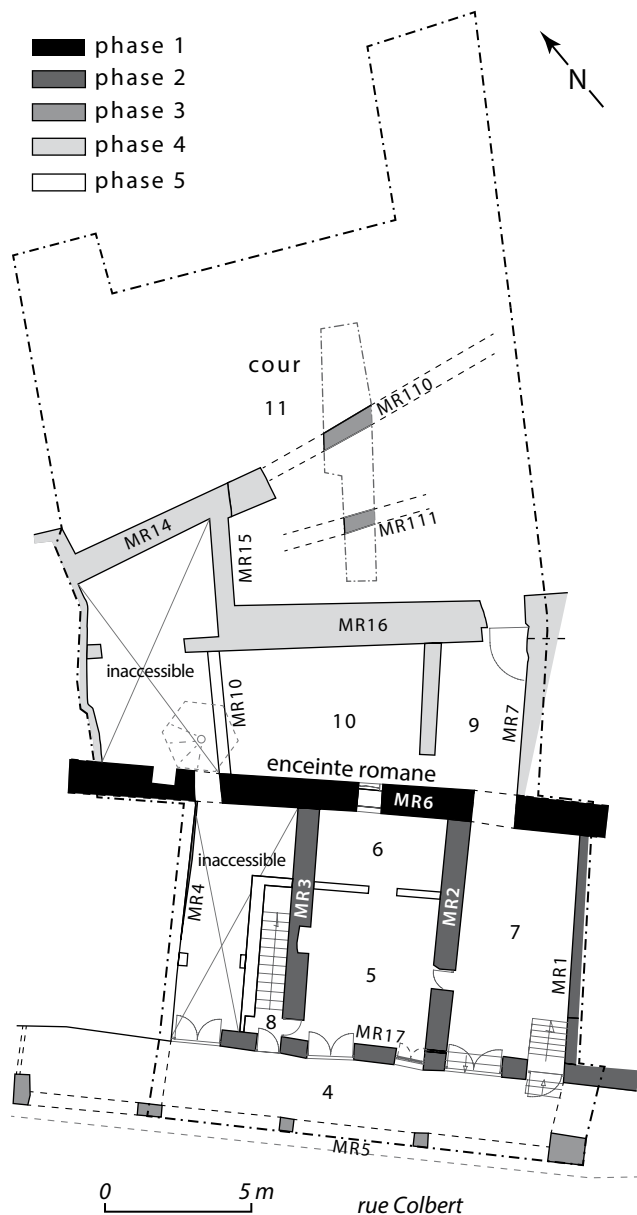 phase 1
phase 2
phase 3
phase 4
phase 5
N
cour
11
MR110
MR111
MR14
MR15
MR16
inaccessible
MR10
10
9
MR7
enceinte romane
MR6
6
inaccessible
MR4
MR3
MR2
7
5
MR1
8
MR17
4
MR5
0 5 m
rue Colbert